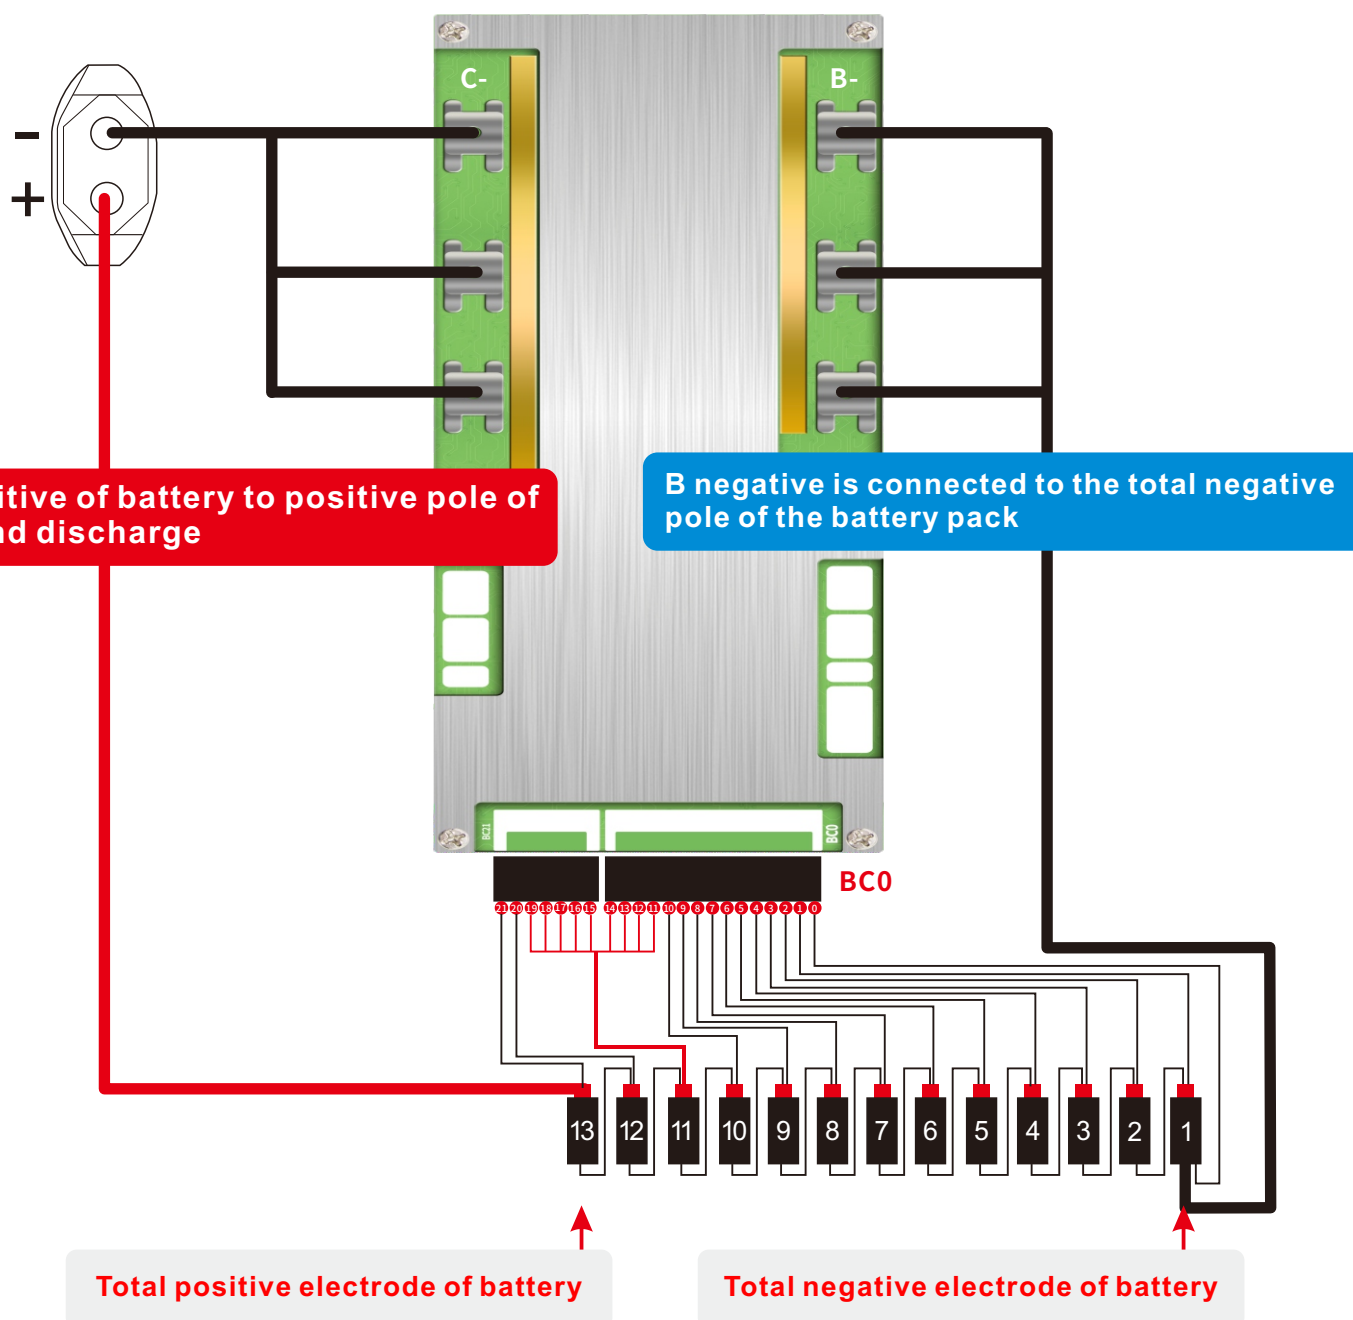 C-
B-
-
+
itive of battery to positive pole of
nd discharge
B negative is connected to the total negative
pole of the battery pack
BC21
BC0
BC0
21 20 19 18 17 16 15 14 13 12 11 10 9 8 7 6 5 4 3 2 1 0
13 12 11 10 9 8 7 6 5 4 3 2 1
Total positive electrode of battery
Total negative electrode of battery